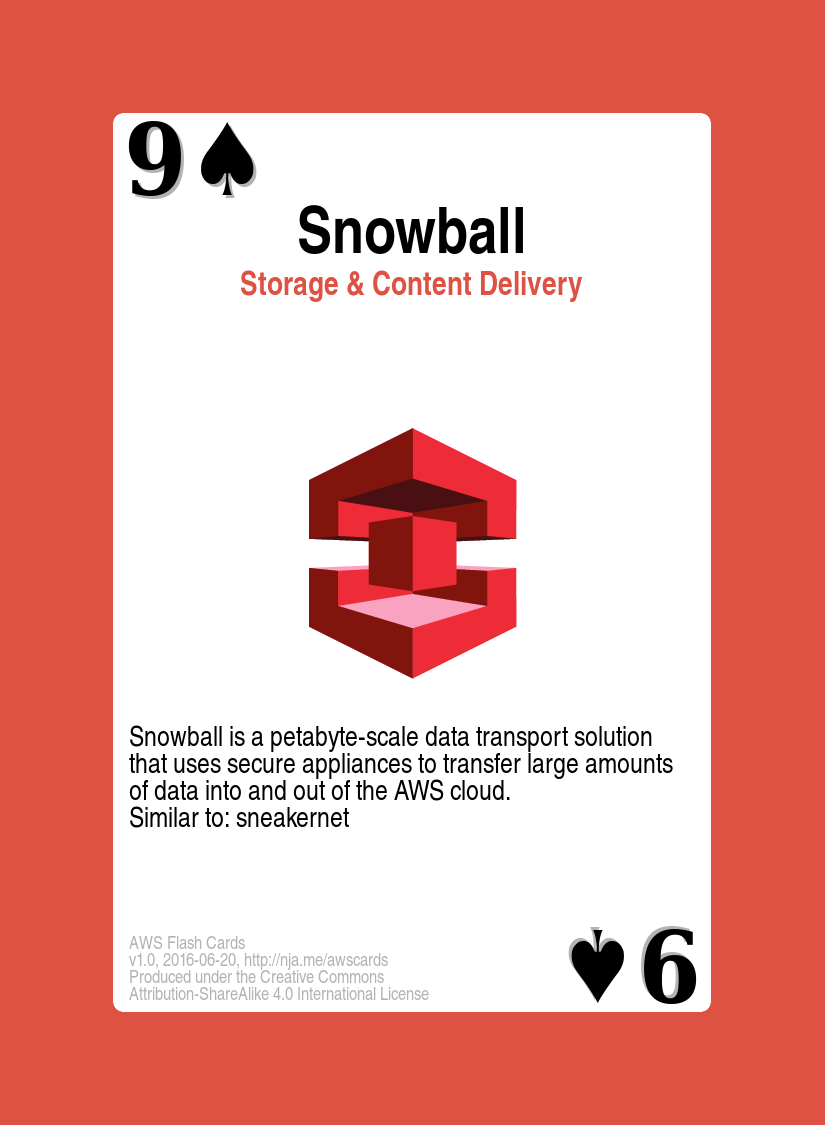 9♠
Snowball
Storage & Content Delivery
Snowball is a petabyte-scale data transport solution
that uses secure appliances to transfer large amounts
of data into and out of the AWS cloud.
Similar to: sneakernet
AWS Flash Cards
v1.0, 2016-06-20, http://nja.me/awscards
Produced under the Creative Commons
Attribution-ShareAlike 4.0 International License
9♠